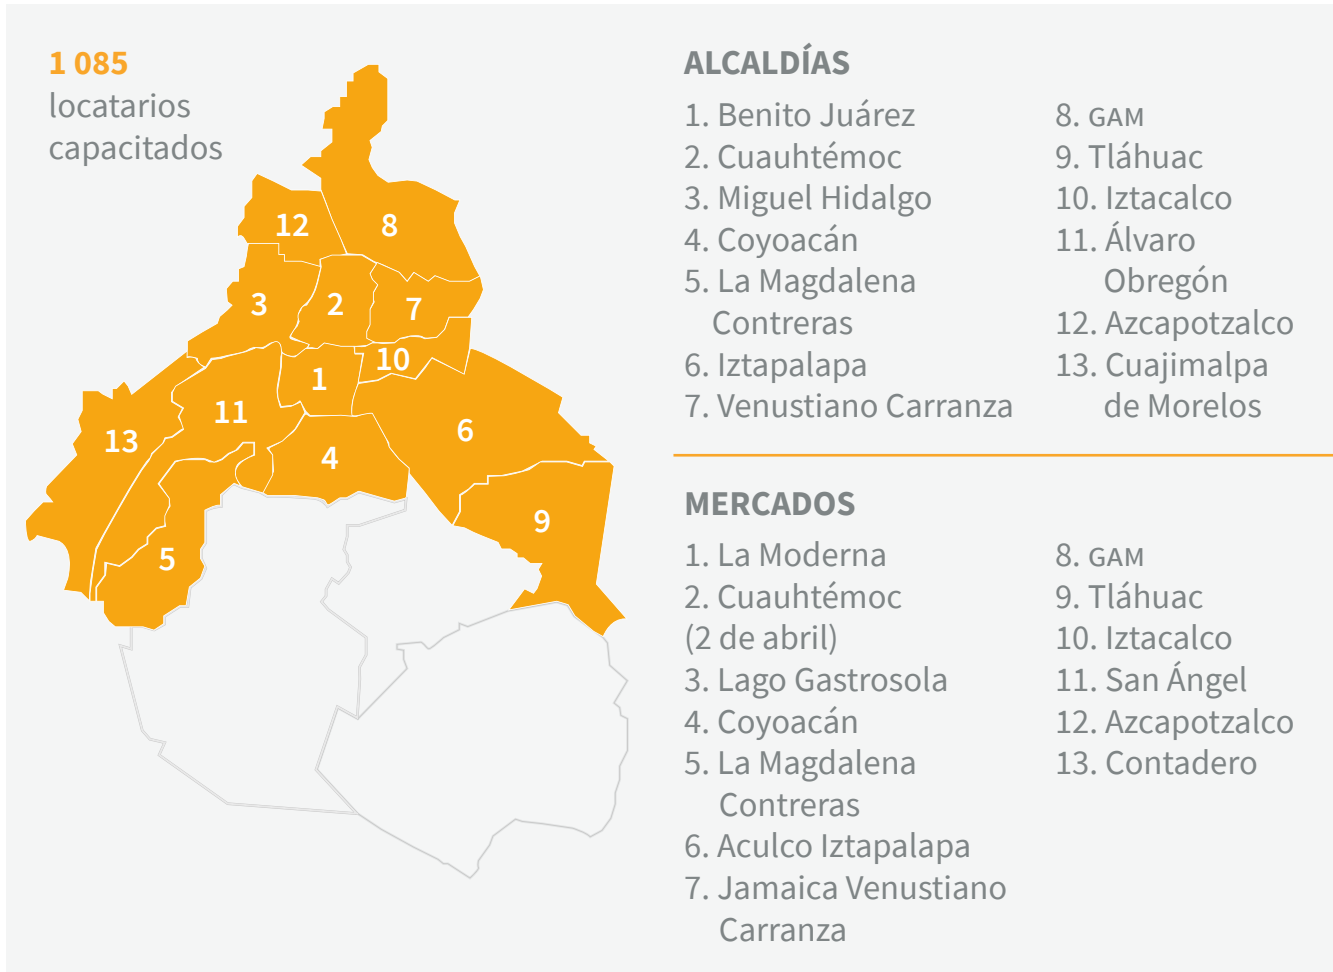 1 085
locatarios
capacitados
12
8
3
2
7
10
1
11
13
6
4
9
5
ALCALDÍAS
1. Benito Juárez
2. Cuauhtémoc
3. Miguel Hidalgo
4. Coyoacán
5. La Magdalena
Contreras
6. Iztapalapa
7. Venustiano Carranza
8. GAM
9. Tláhuac
10. Iztacalco
11. Álvaro
Obregón
12. Azcapotzalco
13. Cuajimalpa
de Morelos
MERCADOS
1. La Moderna
2. Cuauhtémoc
(2 de abril)
3. Lago Gastrosola
4. Coyoacán
5. La Magdalena
Contreras
6. Aculco Iztapalapa
7. Jamaica Venustiano
Carranza
8. GAM
9. Tláhuac
10. Iztacalco
11. San Ángel
12. Azcapotzalco
13. Contadero